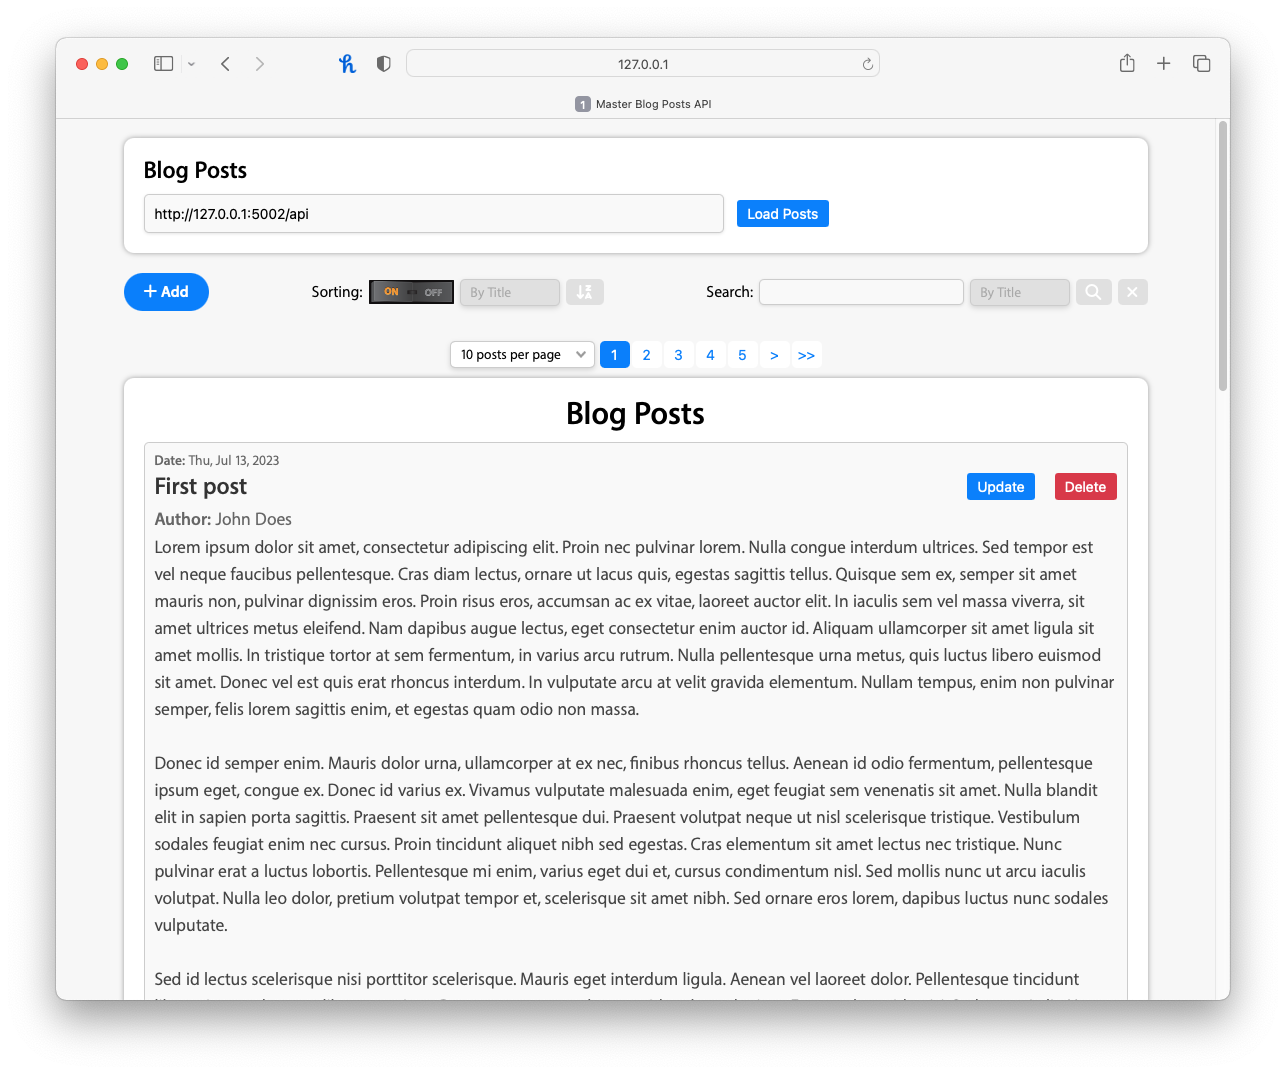 127.0.0.1
1 Master Blog Posts API
Blog Posts
http://127.0.0.1:5002/api
Load Posts
+ Add
Sorting: ON OFF By Title
Search: By Title
10 posts per page 1 2 3 4 5 > >>
Blog Posts
Date: Thu, Jul 13, 2023
First post
Update Delete
Author: John Does
Lorem ipsum dolor sit amet, consectetur adipiscing elit. Proin nec pulvinar lorem. Nulla congue interdum ultrices. Sed tempor est
vel neque faucibus pellentesque. Cras diam lectus, ornare ut lacus quis, egestas sagittis tellus. Quisque sem ex, semper sit amet
mauris non, pulvinar dignissim eros. Proin risus eros, accumsan ac ex vitae, laoreet auctor elit. In iaculis sem vel massa viverra, sit
amet ultrices metus eleifend. Nam dapibus augue lectus, eget consectetur enim auctor id. Aliquam ullamcorper sit amet ligula sit
amet mollis. In tristique tortor at sem fermentum, in varius arcu rutrum. Nulla pellentesque urna metus, quis luctus libero euismod
sit amet. Donec vel est quis erat rhoncus interdum. In vulputate arcu at velit gravida elementum. Nullam tempus, enim non pulvinar
semper, felis lorem sagittis enim, et egestas quam odio non massa.
Donec id semper enim. Mauris dolor urna, ullamcorper at ex nec, finibus rhoncus tellus. Aenean id odio fermentum, pellentesque
ipsum eget, congue ex. Donec id varius ex. Vivamus vulputate malesuada enim, eget feugiat sem venenatis sit amet. Nulla blandit
elit in sapien porta sagittis. Praesent sit amet pellentesque dui. Praesent volutpat neque ut nisl scelerisque tristique. Vestibulum
sodales feugiat enim nec cursus. Proin tincidunt aliquet nibh sed egestas. Cras elementum sit amet lectus nec tristique. Nunc
pulvinar erat a luctus lobortis. Pellentesque mi enim, varius eget dui et, cursus condimentum nisl. Sed mollis nunc ut arcu iaculis
volutpat. Nulla leo dolor, pretium volutpat tempor et, scelerisque sit amet nibh. Sed ornare eros lorem, dapibus luctus nunc sodales
vulputate.
Sed id lectus scelerisque nisi porttitor scelerisque. Mauris eget interdum ligula. Aenean vel laoreet dolor. Pellentesque tincidunt